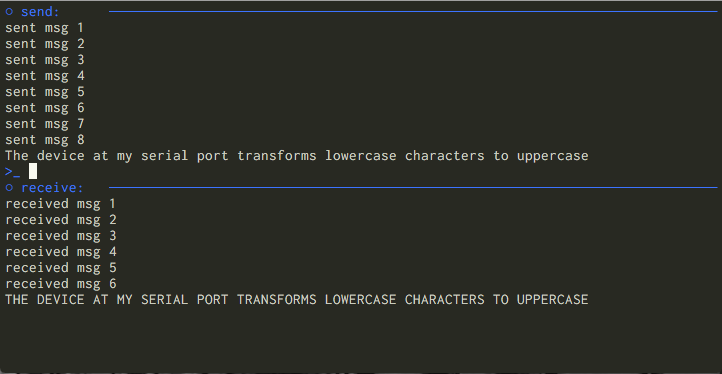 send:
sent msg 1
sent msg 2
sent msg 3
sent msg 4
sent msg 5
sent msg 6
sent msg 7
sent msg 8
The device at my serial port transforms lowercase characters to uppercase
>_
receive:
received msg 1
received msg 2
received msg 3
received msg 4
received msg 5
received msg 6
THE DEVICE AT MY SERIAL PORT TRANSFORMS LOWERCASE CHARACTERS TO UPPERCASE